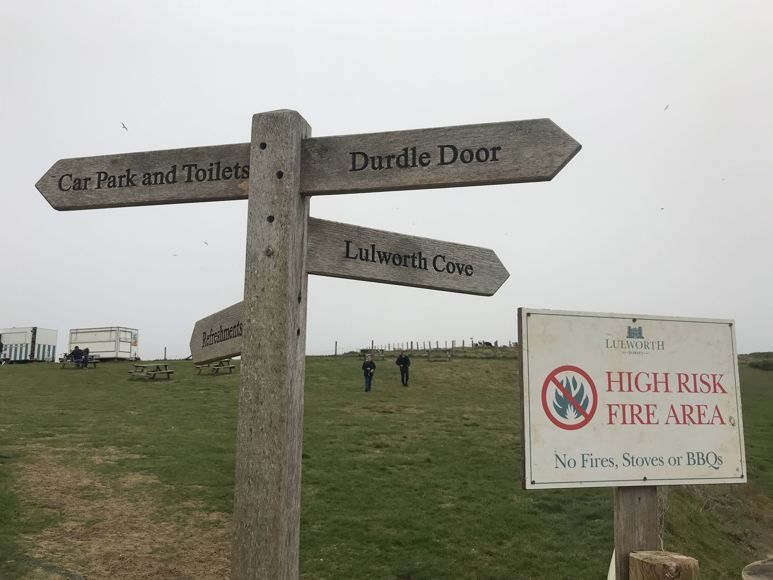 Car Park and Toilets
Durdle Door
Lulworth Cove
Refreshments
LULWORTH
HIGH RISK
FIRE AREA
No Fires, Stoves or BBQs